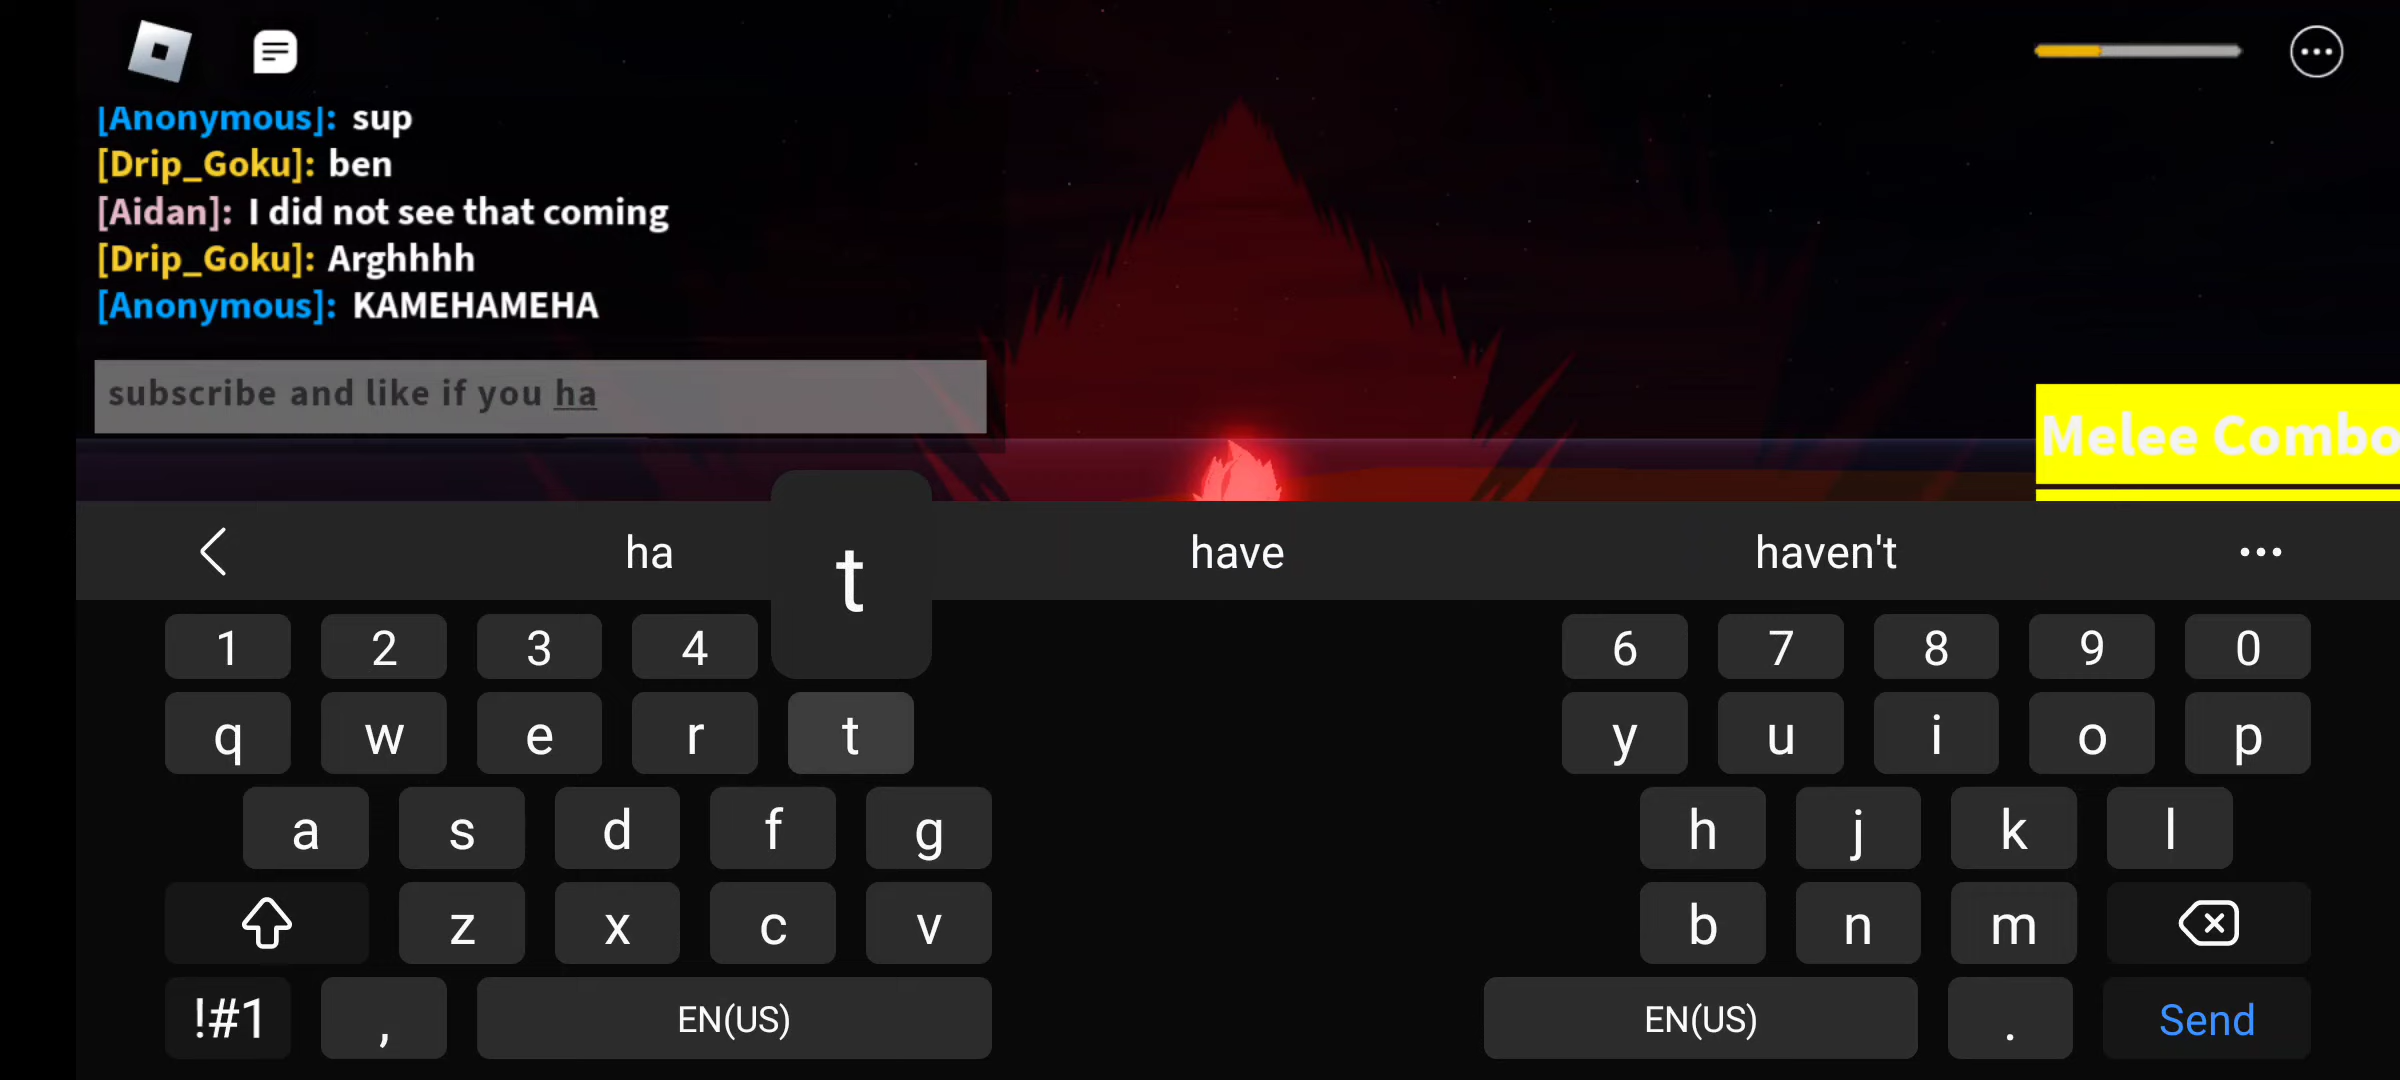 [Anonymous]: sup
[Drip_Goku]: ben
[Aidan]: I did not see that coming
[Drip_Goku]: Arghhhh
[Anonymous]: KAMEHAMEHA
subscribe and like if you ha
Melee Combo
ha t have haven't
1 2 3 4 6 7 8 9 0
q w e r t y u i o p
a s d f g h j k l
z x c v b n m
!#1 , EN(US) EN(US) . Send